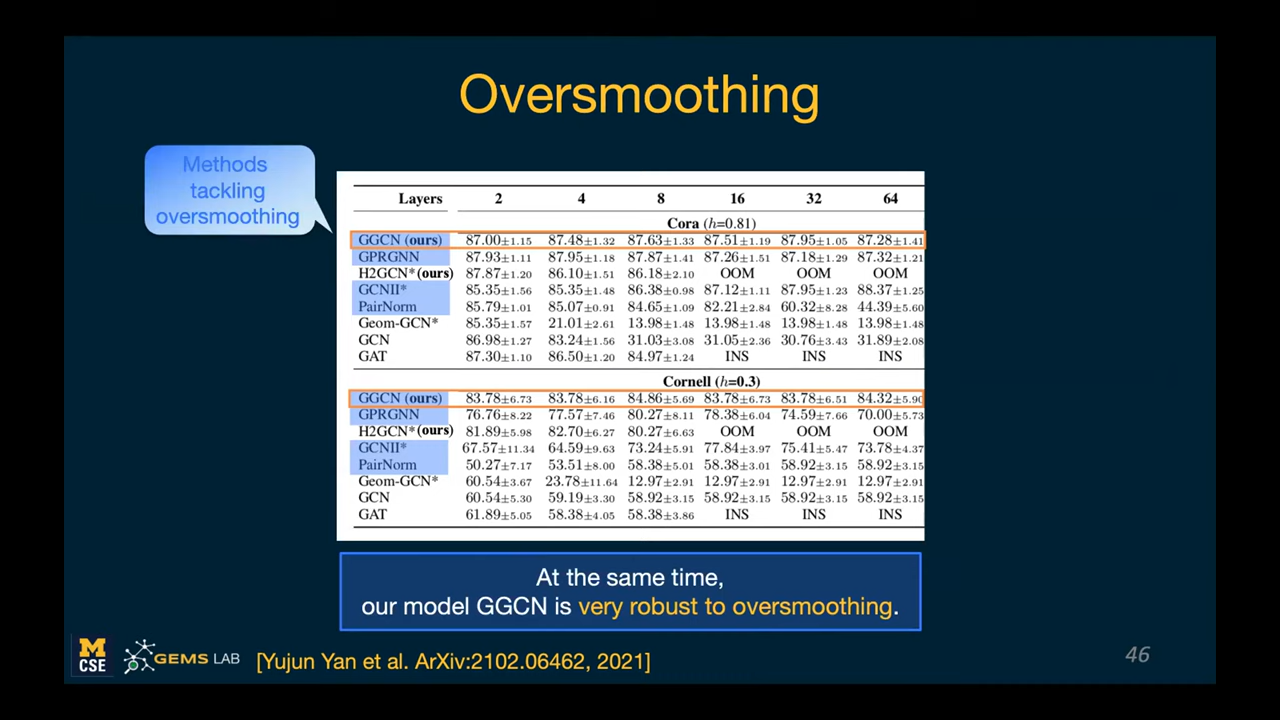 Oversmoothing
Methods
tackling
oversmoothing
Layers 2 4 8 16 32 64
Cora (h=0.81)
GGCN (ours) 87.00±1.15 87.48±1.32 87.63±1.33 87.51±1.19 87.95±1.05 87.28±1.41
GPRGNN 87.93±1.11 87.95±1.18 87.87±1.41 87.26±1.51 87.18±1.29 87.32±1.21
H2GCN* (ours) 87.87±1.20 86.10±1.51 86.18±2.10 OOM OOM OOM
GCNII* 85.35±1.56 85.35±1.48 86.38±0.98 87.12±1.11 87.95±1.23 88.37±1.25
PairNorm 85.79±1.01 85.07±0.91 84.65±1.09 82.21±2.84 60.32±8.28 44.39±5.60
Geom-GCN* 85.35±1.57 21.01±2.61 13.98±1.48 13.98±1.48 13.98±1.48 13.98±1.48
GCN 86.98±1.27 83.24±1.56 31.03±3.08 31.05±2.36 30.76±3.43 31.89±2.08
GAT 87.30±1.10 86.50±1.20 84.97±1.24 INS INS INS
Cornell (h=0.3)
GGCN (ours) 83.78±6.73 83.78±6.16 84.86±5.69 83.78±6.73 83.78±6.51 84.32±5.90
GPRGNN 76.76±8.22 77.57±7.46 80.27±8.11 78.38±6.04 74.59±7.66 70.00±5.73
H2GCN* (ours) 81.89±5.98 82.70±6.27 80.27±6.63 OOM OOM OOM
GCNII* 67.57±11.34 64.59±9.63 73.24±5.91 77.84±3.97 75.41±5.47 73.78±4.37
PairNorm 50.27±7.17 53.51±8.00 58.38±5.01 58.38±3.01 58.92±3.15 58.92±3.15
Geom-GCN* 60.54±3.67 23.78±11.64 12.97±2.91 12.97±2.91 12.97±2.91 12.97±2.91
GCN 60.54±5.30 59.19±3.30 58.92±3.15 58.92±3.15 58.92±3.15 58.92±3.15
GAT 61.89±5.05 58.38±4.05 58.38±3.86 INS INS INS
At the same time,
our model GGCN is very robust to oversmoothing.
M
CSE
GEMS LAB
[Yujun Yan et al. ArXiv:2102.06462, 2021]
46